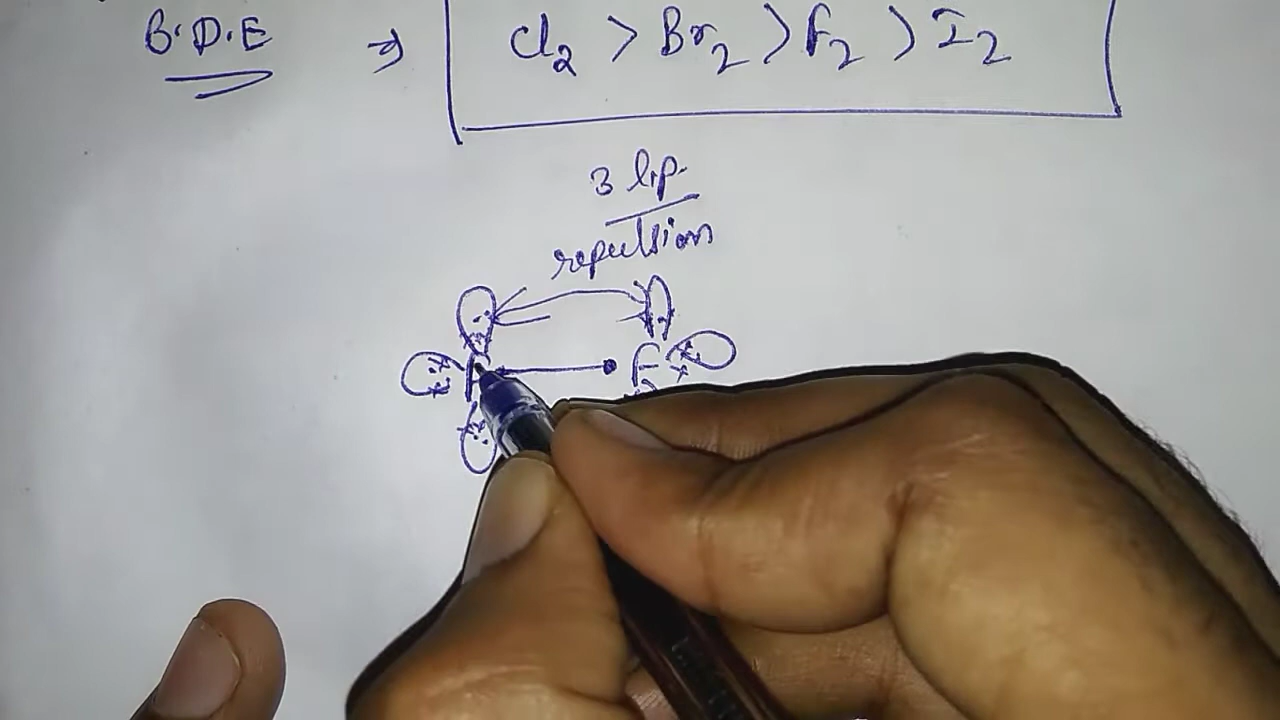 B.D.E ⇒ Cl₂ > Br₂ > F₂ > I₂
3 l.p.
repulsion
F F